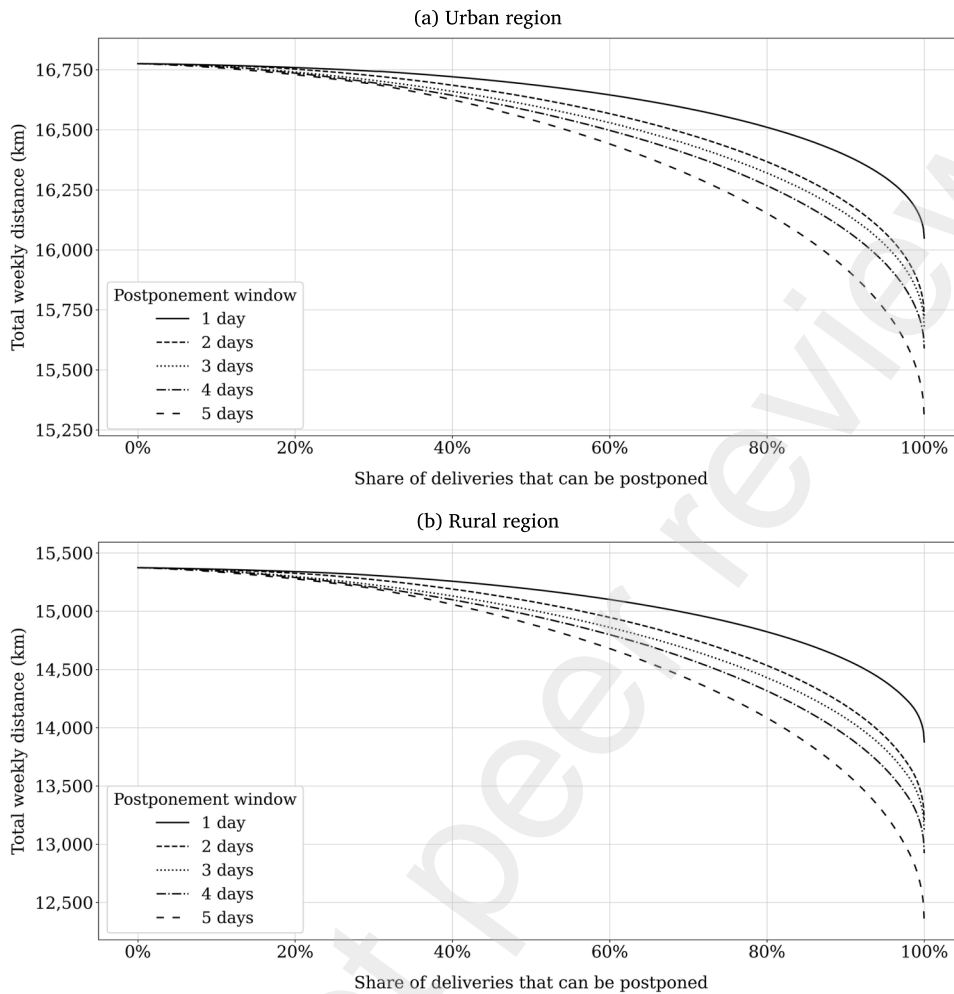 (a) Urban region
16,750
16,500
16,250
16,000
15,750
15,500
15,250
Total weekly distance (km)
Postponement window
1 day
2 days
3 days
4 days
5 days
0% 20% 40% 60% 80% 100%
Share of deliveries that can be postponed
(b) Rural region
15,500
15,000
14,500
14,000
13,500
13,000
12,500
Total weekly distance (km)
Postponement window
1 day
2 days
3 days
4 days
5 days
0% 20% 40% 60% 80% 100%
Share of deliveries that can be postponed
peer review